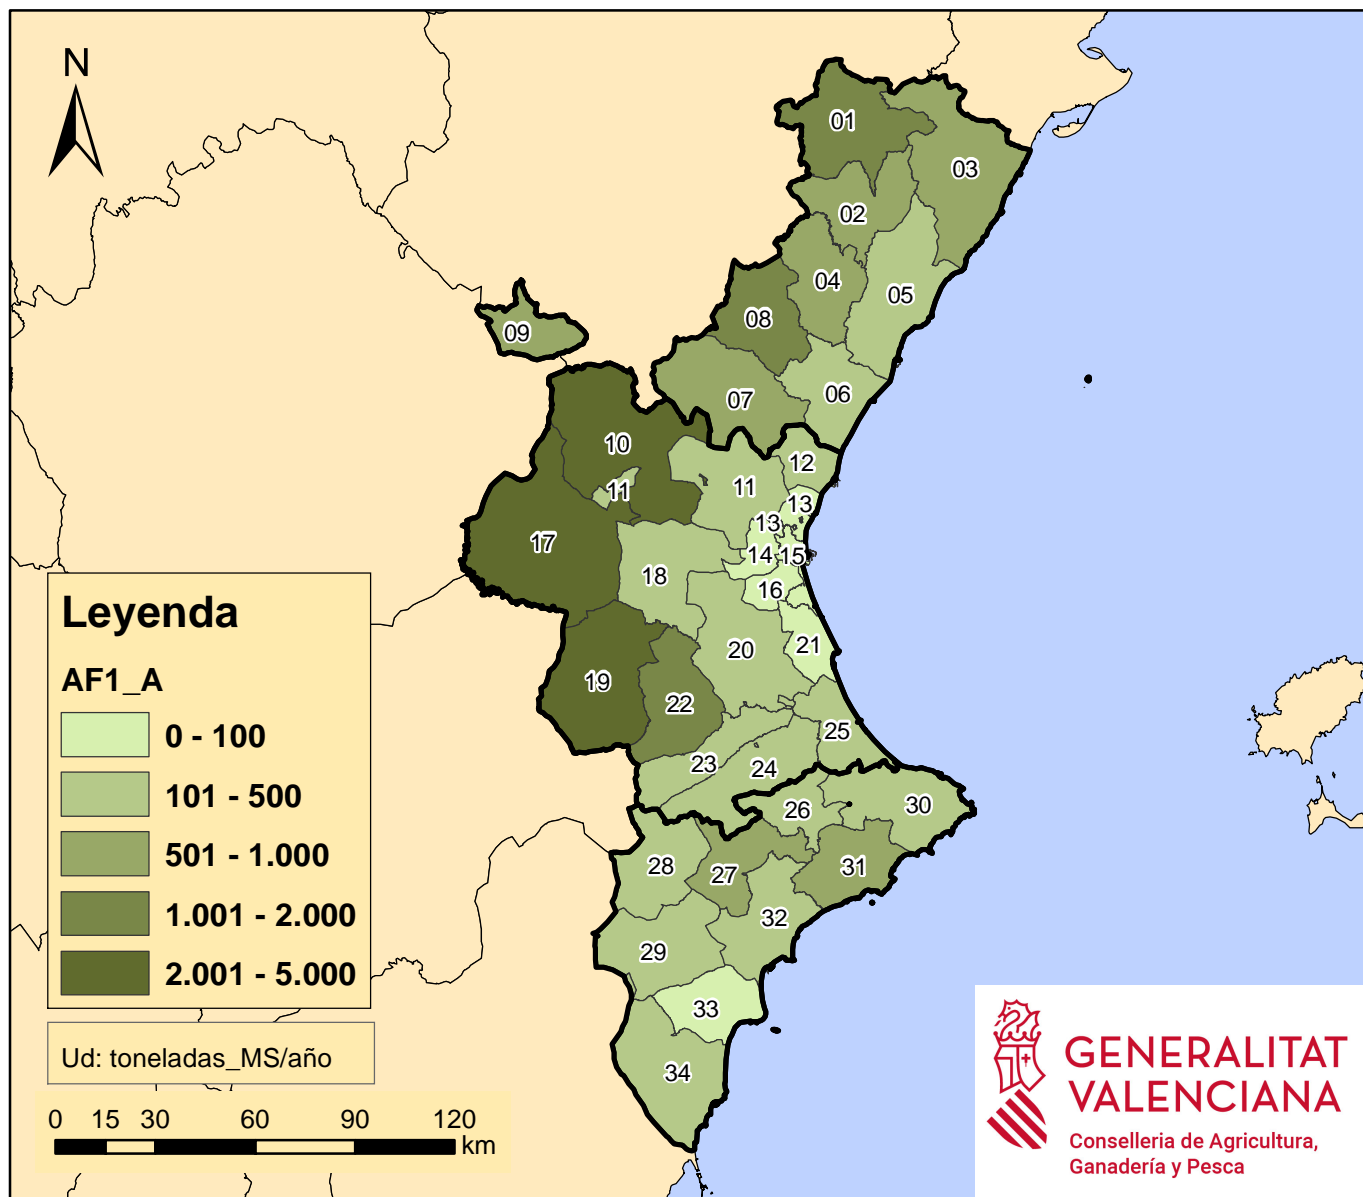 N
01
03
02
04
05
08
09
07
06
10
12
11
11
13
13
17
14
15
18
16
21
20
19
22
25
23
24
26
30
28
27
31
32
29
33
34
Leyenda
AF1_A
0 - 100
101 - 500
501 - 1.000
1.001 - 2.000
2.001 - 5.000
Ud: toneladas_MS/año
0 15 30 60 90 120
km
GENERALITAT
VALENCIANA
Conselleria de Agricultura,
Ganadería y Pesca